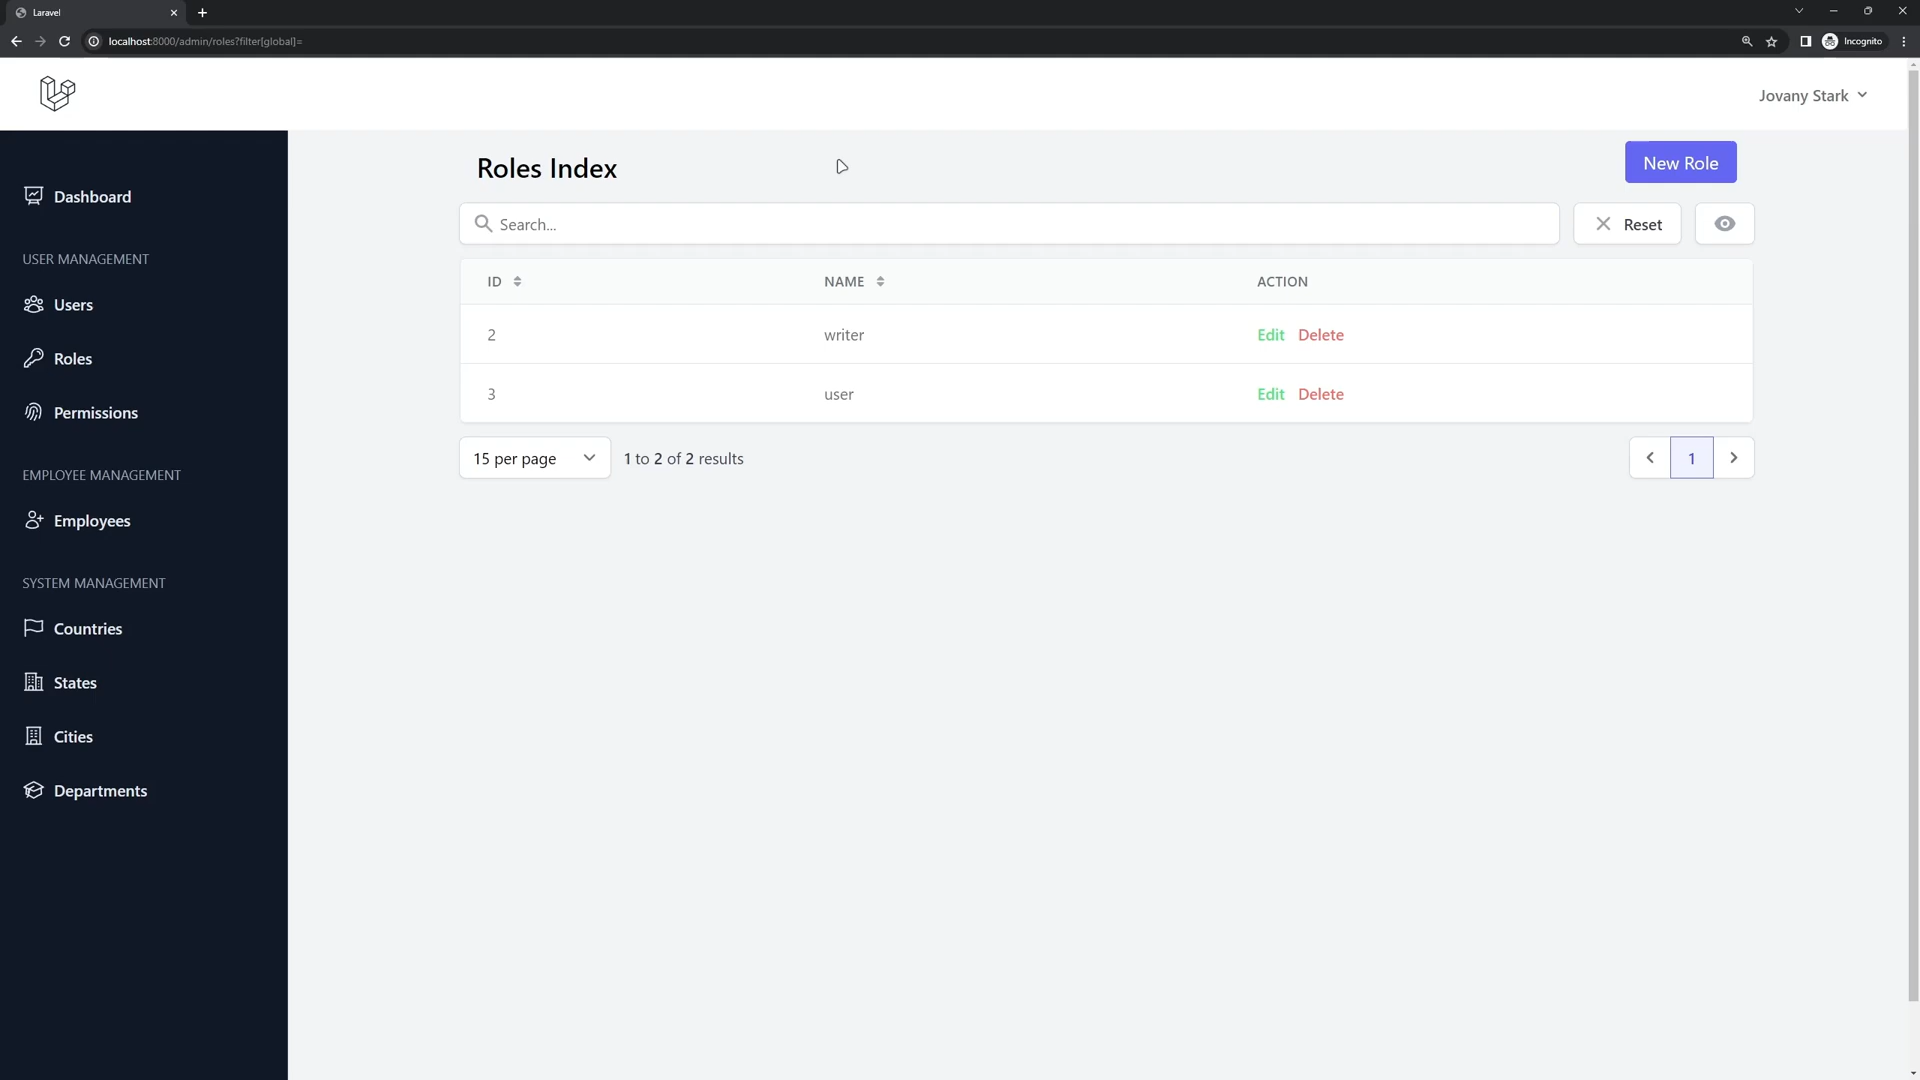 Laravel
localhost:8000/admin/roles?filter[global]=
Incognito
Jovany Stark
Dashboard
USER MANAGEMENT
Users
Roles
Permissions
EMPLOYEE MANAGEMENT
Employees
SYSTEM MANAGEMENT
Countries
States
Cities
Departments
Roles Index
New Role
Search...
Reset
ID NAME ACTION
2 writer Edit Delete
3 user Edit Delete
15 per page 1 to 2 of 2 results
1